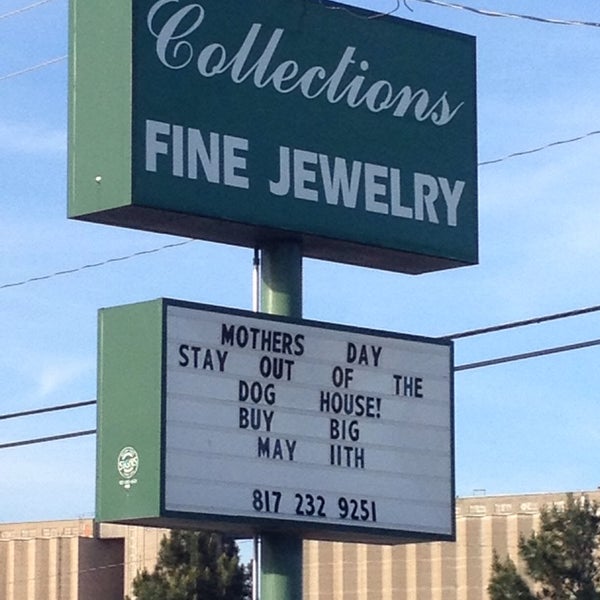 Collections
FINE JEWELRY
MOTHERS DAY
STAY OUT OF THE
DOG HOUSE!
BUY BIG
MAY 11TH
817 232 9251